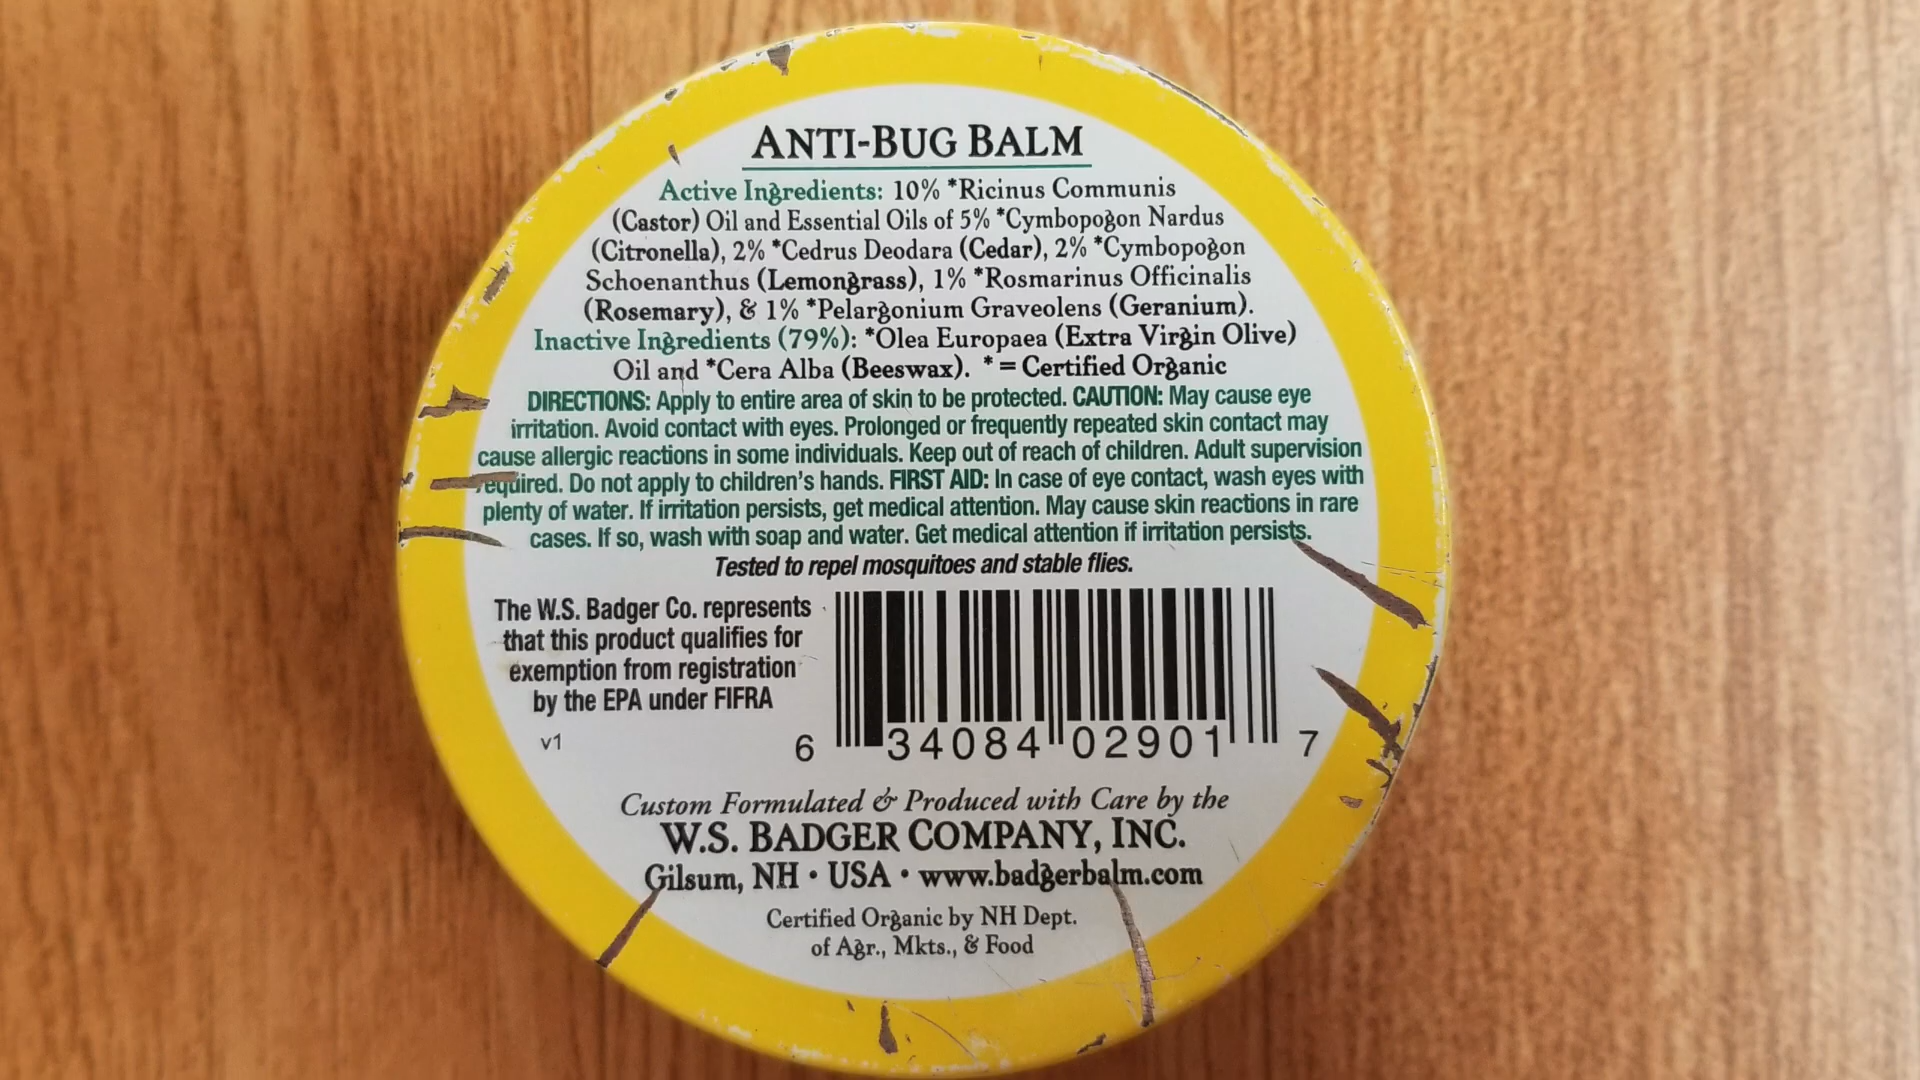 ANTI-BUG BALM
Active Ingredients: 10% *Ricinus Communis
(Castor) Oil and Essential Oils of 5% *Cymbopogon Nardus
(Citronella), 2% *Cedrus Deodara (Cedar), 2% *Cymbopogon
Schoenanthus (Lemongrass), 1% *Rosmarinus Officinalis
(Rosemary), & 1% *Pelargonium Graveolens (Geranium).
Inactive Ingredients (79%): *Olea Europaea (Extra Virgin Olive)
Oil and *Cera Alba (Beeswax). * = Certified Organic
DIRECTIONS: Apply to entire area of skin to be protected. CAUTION: May cause eye
irritation. Avoid contact with eyes. Prolonged or frequently repeated skin contact may
cause allergic reactions in some individuals. Keep out of reach of children. Adult supervision
required. Do not apply to children's hands. FIRST AID: In case of eye contact, wash eyes with
plenty of water. If irritation persists, get medical attention. May cause skin reactions in rare
cases. If so, wash with soap and water. Get medical attention if irritation persists.
Tested to repel mosquitoes and stable flies.
The W.S. Badger Co. represents
that this product qualifies for
exemption from registration
by the EPA under FIFRA
v1
6 34084 02901 7
Custom Formulated & Produced with Care by the
W.S. BADGER COMPANY, INC.
Gilsum, NH • USA • www.badgerbalm.com
Certified Organic by NH Dept.
of Agr., Mkts., & Food